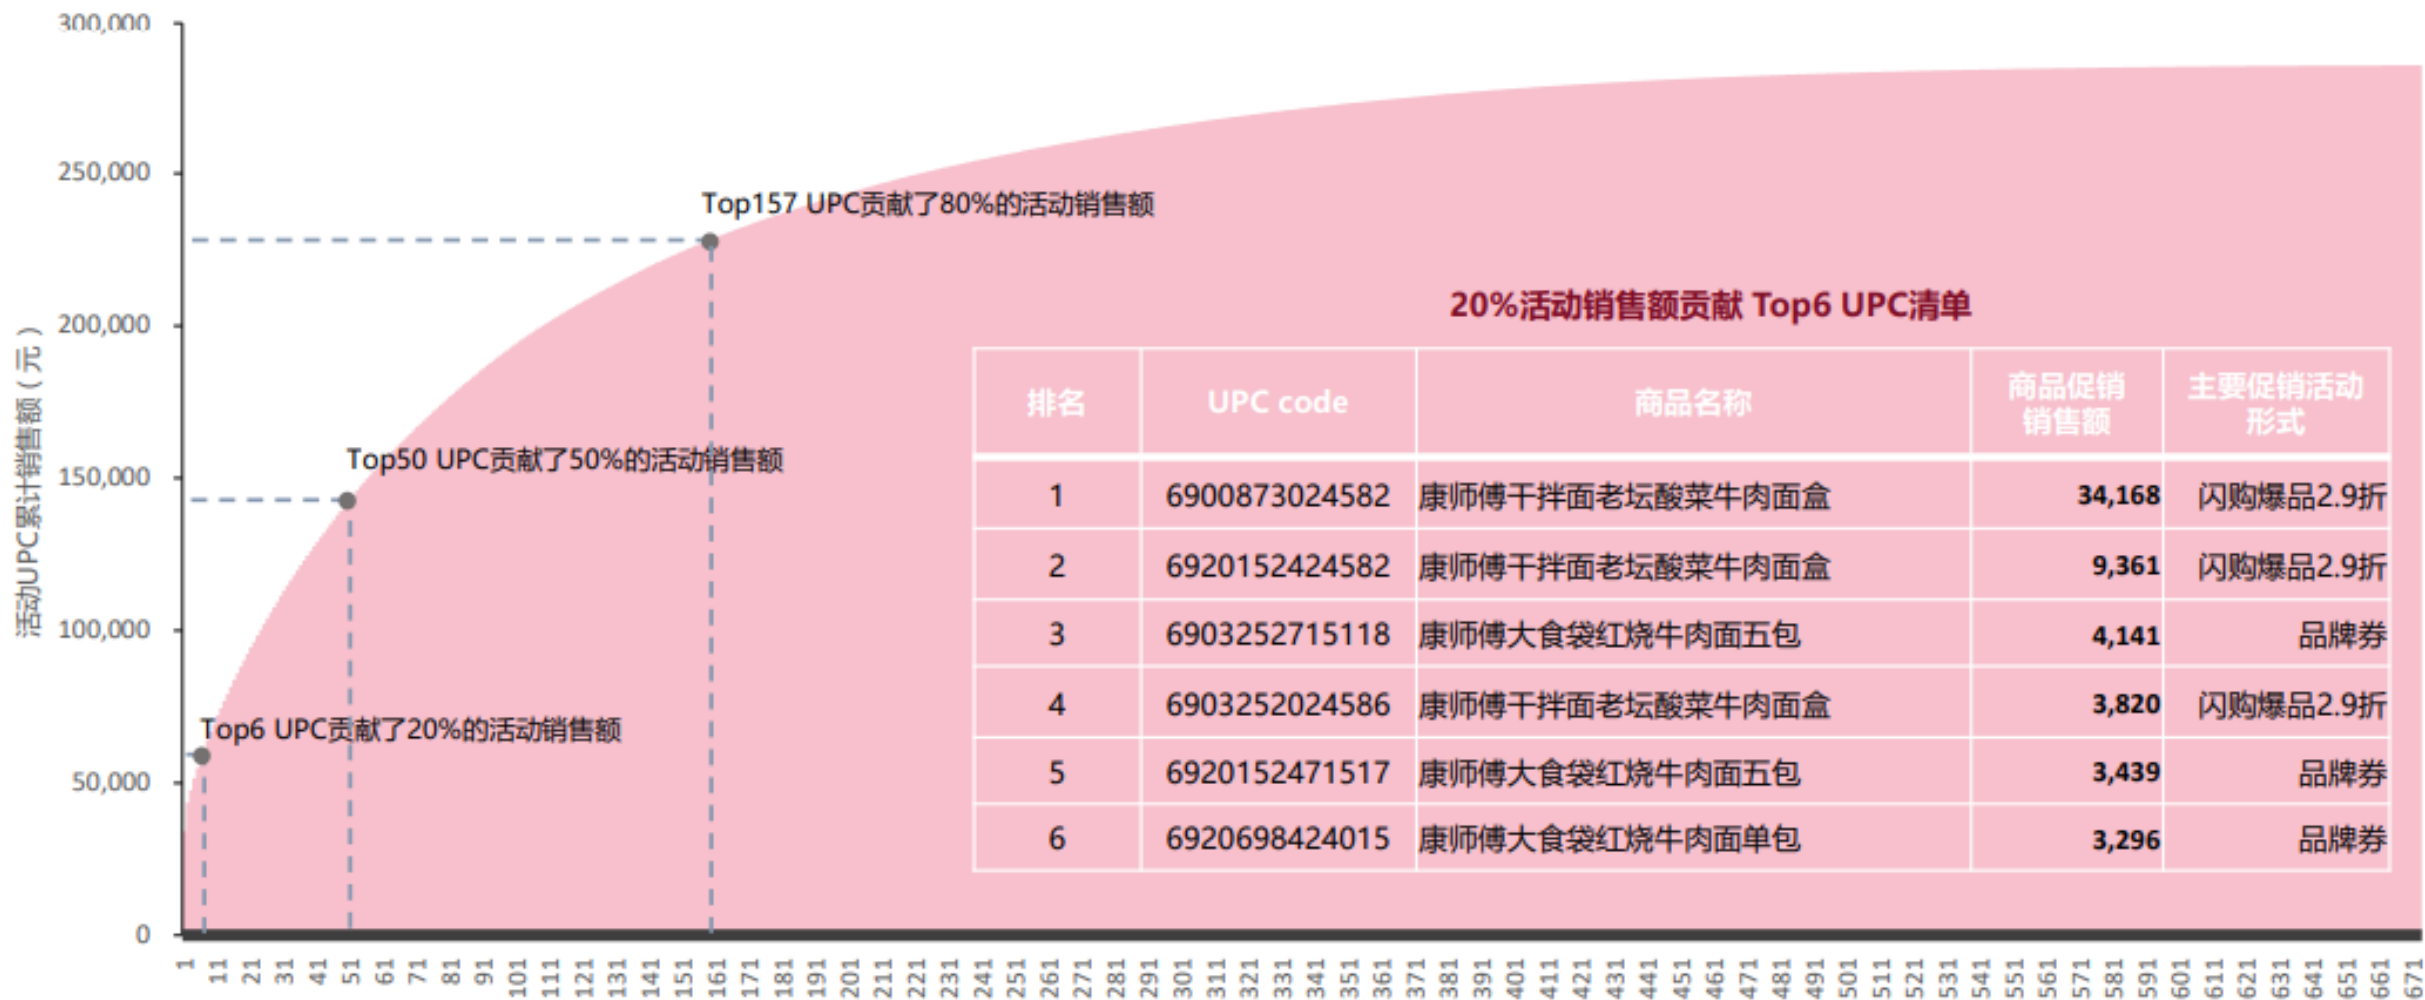 活动UPC累计销售额（元）
300,000
250,000
200,000
150,000
100,000
50,000
0
Top157 UPC贡献了80%的活动销售额
Top50 UPC贡献了50%的活动销售额
Top6 UPC贡献了20%的活动销售额
20%活动销售额贡献 Top6 UPC清单
排名 UPC code 商品名称 商品促销销售额 主要促销活动形式
1 6900873024582 康师傅干拌面老坛酸菜牛肉面盒 34,168 闪购爆品2.9折
2 6920152424582 康师傅干拌面老坛酸菜牛肉面盒 9,361 闪购爆品2.9折
3 6903252715118 康师傅大食袋红烧牛肉面五包 4,141 品牌券
4 6903252024586 康师傅干拌面老坛酸菜牛肉面盒 3,820 闪购爆品2.9折
5 6920152471517 康师傅大食袋红烧牛肉面五包 3,439 品牌券
6 6920698424015 康师傅大食袋红烧牛肉面单包 3,296 品牌券
1 11 21 31 41 51 61 71 81 91 101 111 121 131 141 151 161 171 181 191 201 211 221 231 241 251 261 271 281 291 301 311 321 331 341 351 361 371 381 391 401 411 421 431 441 451 461 471 481 491 501 511 521 531 541 551 561 571 581 591 601 611 621 631 641 651 661 671